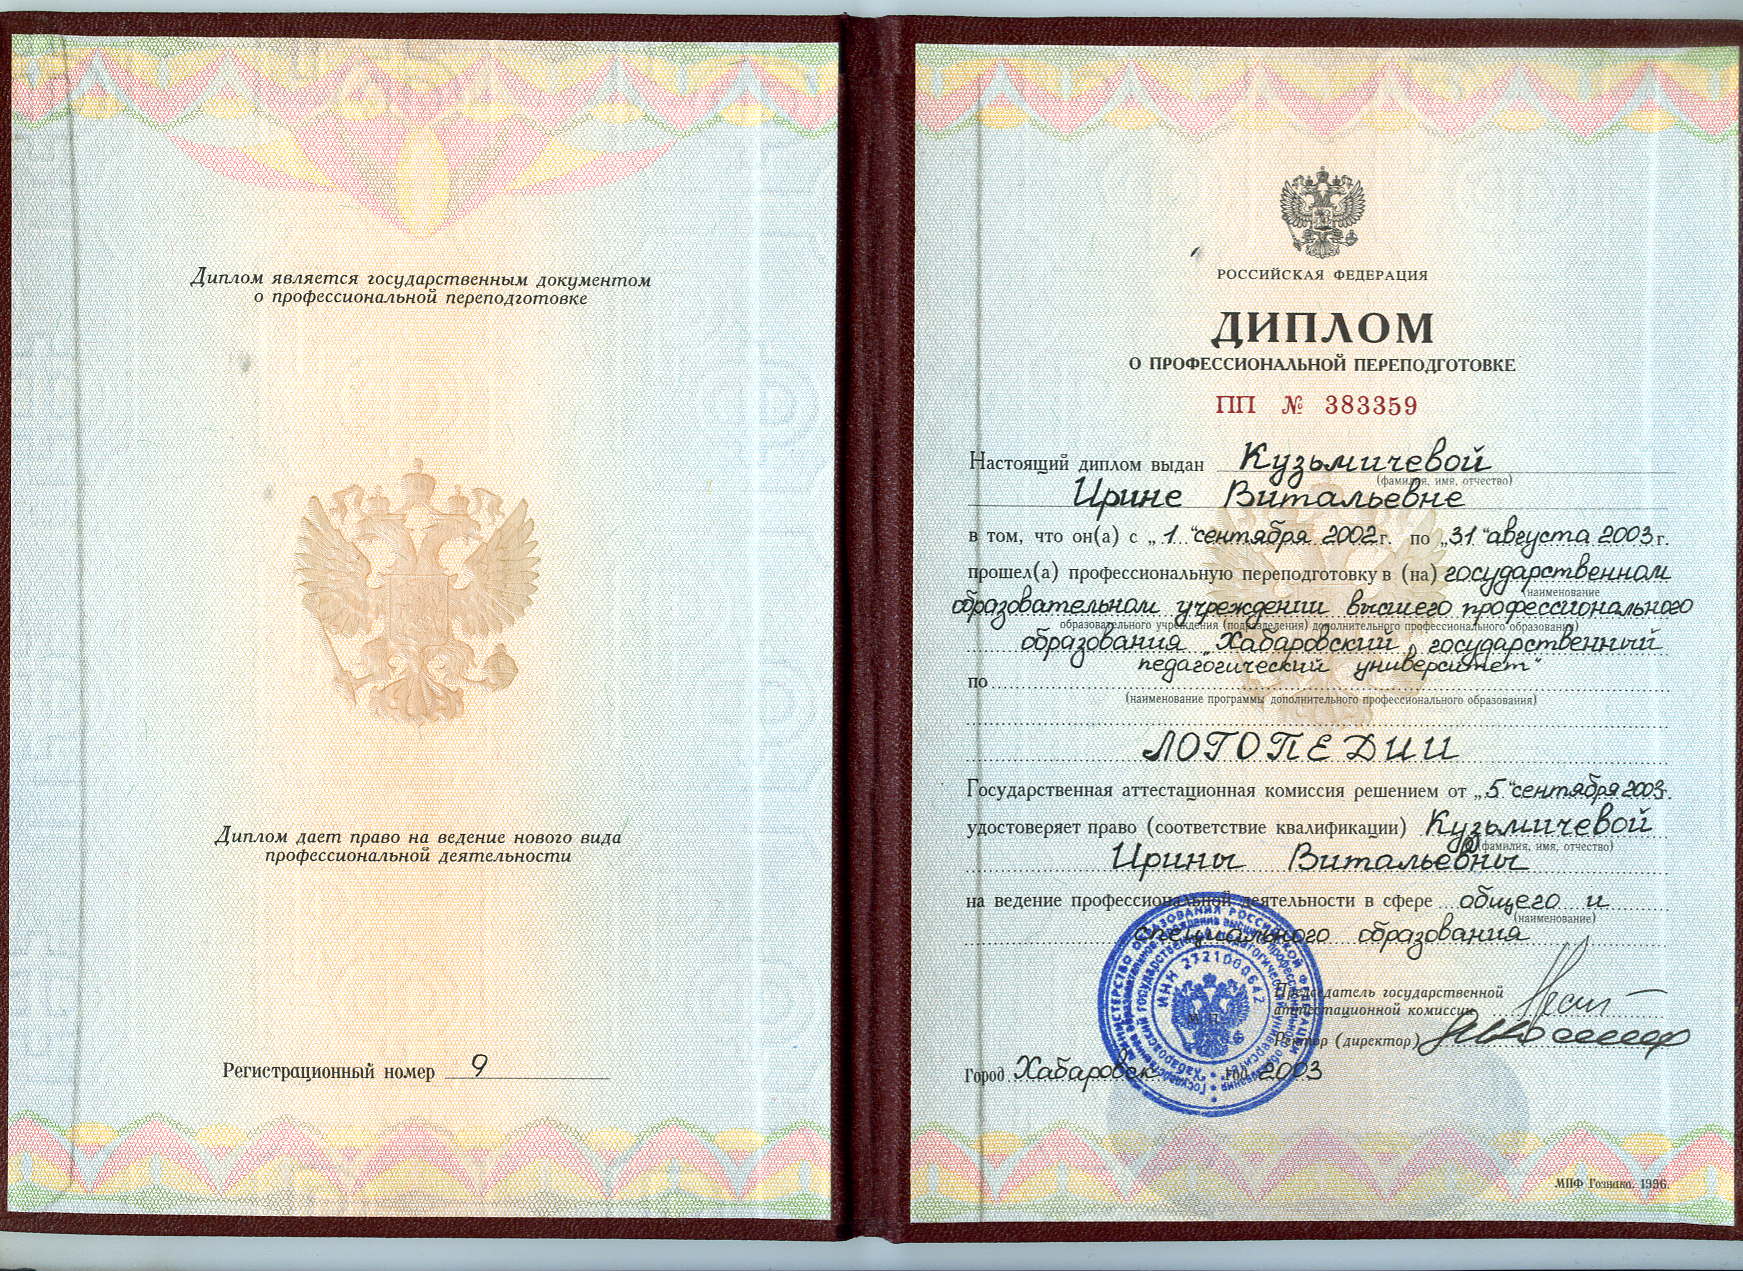 Диплом является государственным документом
о профессиональной переподготовке
Диплом дает право на ведение нового вида
профессиональной деятельности
Регистрационный номер 9
РОССИЙСКАЯ ФЕДЕРАЦИЯ
ДИПЛОМ
О ПРОФЕССИОНАЛЬНОЙ ПЕРЕПОДГОТОВКЕ
ПП № 383359
Настоящий диплом выдан Кузьмичевой
(фамилия, имя, отчество)
Ирине Витальевне
в том, что он(а) с „1" сентября 2002 г. по „31" августа 2003 г.
прошел(а) профессиональную переподготовку в (на) государственном
(наименование
образовательном учреждении высшего профессионального
образовательного учреждения (подразделения) дополнительного профессионального образования)
образования „Хабаровский государственный
педагогический университет"
по
(наименование программы дополнительного профессионального образования)
ЛОГОПЕДИИ
Государственная аттестационная комиссия решением от „5" сентября 2003 г.
удостоверяет право (соответствие квалификации) Кузьмичевой
(фамилия, имя, отчество)
Ирины Витальевны
на ведение профессиональной деятельности в сфере общего и
(наименование)
специального образования
Председатель государственной
аттестационной комиссии
Ректор (директор)
М.П.
Город Хабаровск год 2003
МИНИСТЕРСТВО ОБРАЗОВАНИЯ РОССИЙСКОЙ ФЕДЕРАЦИИ
ИНН 2721000642
МПФ Гознака. 1996.